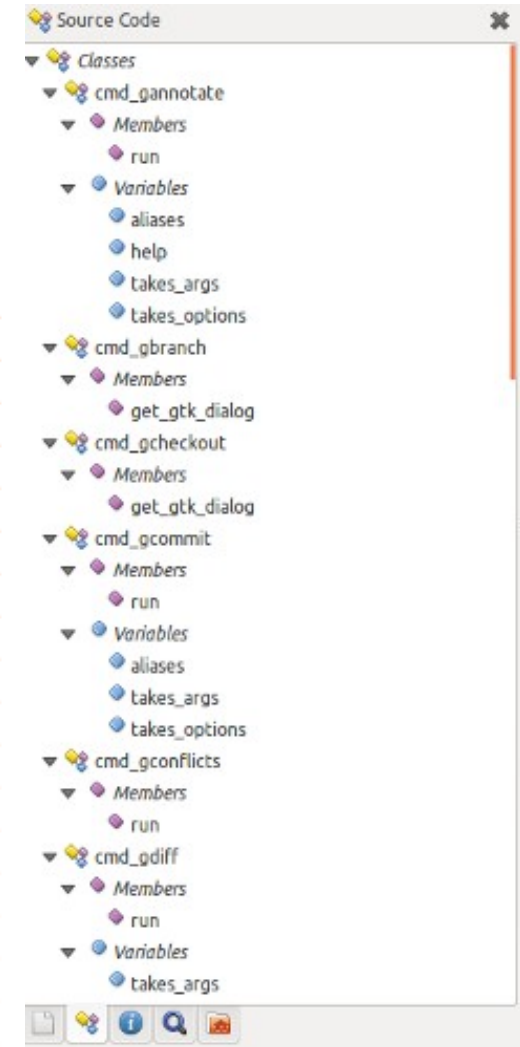 Source Code
Classes
cmd_gannotate
Members
run
Variables
aliases
help
takes_args
takes_options
cmd_gbranch
Members
get_gtk_dialog
cmd_gcheckout
Members
get_gtk_dialog
cmd_gcommit
Members
run
Variables
aliases
takes_args
takes_options
cmd_gconflicts
Members
run
cmd_gdiff
Members
run
Variables
takes_args